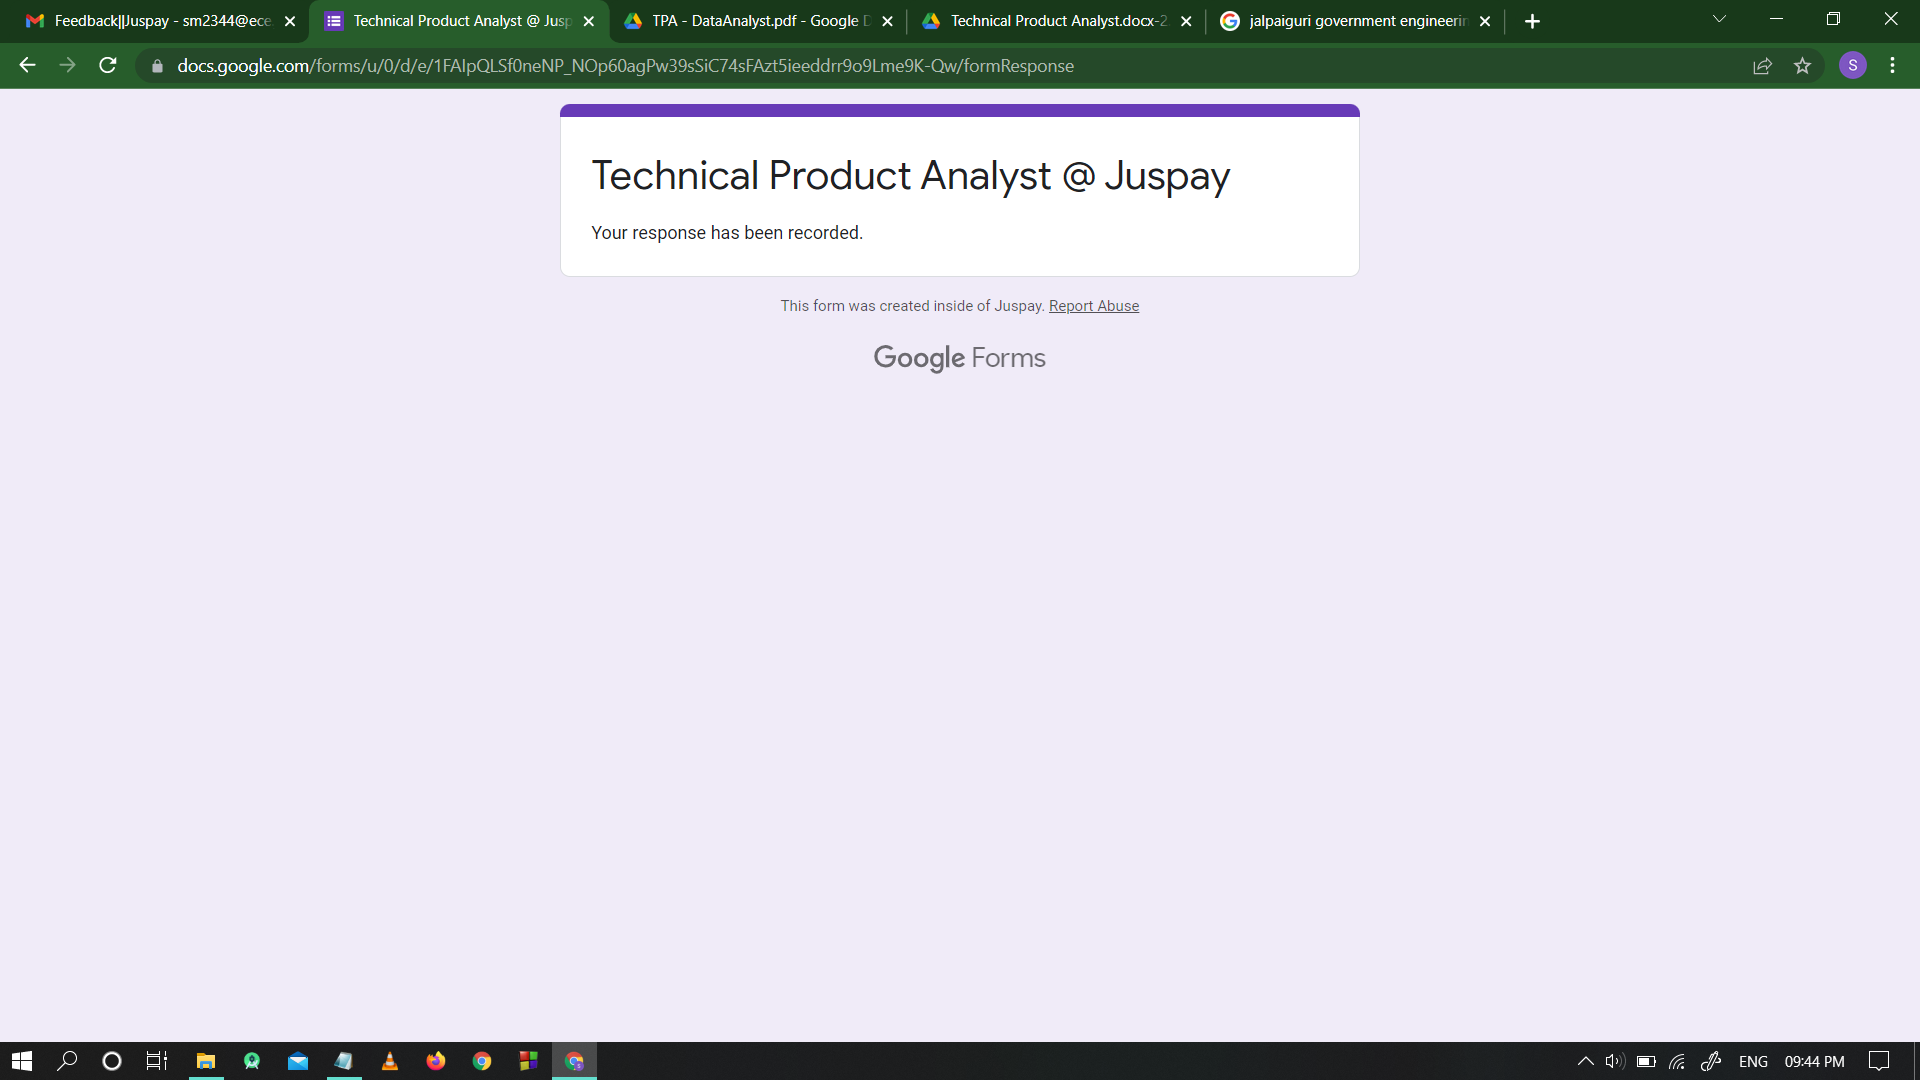 Feedback||Juspay - sm2344@ece.
Technical Product Analyst @ Jusp
TPA - DataAnalyst.pdf - Google D
Technical Product Analyst.docx-2
jalpaiguri government engineerin
docs.google.com/forms/u/0/d/e/1FAIpQLSf0neNP_NOp60agPw39sSiC74sFAzt5ieeddrr9o9Lme9K-Qw/formResponse
S
Technical Product Analyst @ Juspay
Your response has been recorded.
This form was created inside of Juspay. Report Abuse
Google Forms
ENG
09:44 PM